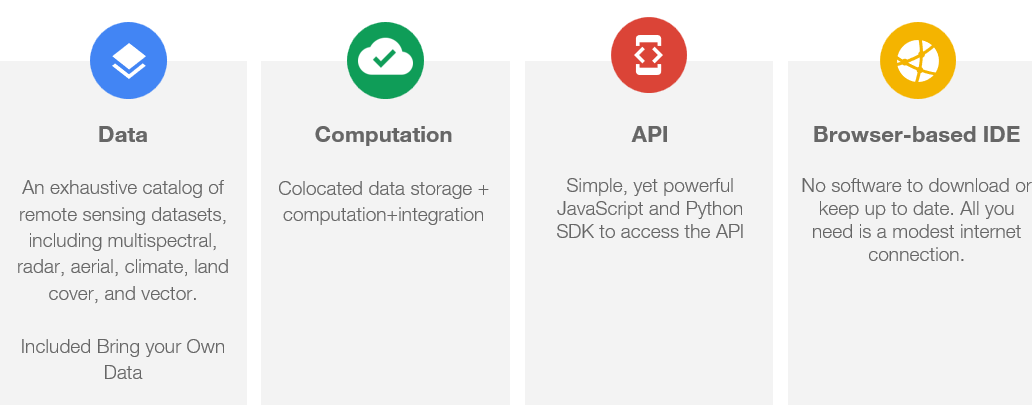 Data
An exhaustive catalog of
remote sensing datasets,
including multispectral,
radar, aerial, climate, land
cover, and vector.
Included Bring your Own
Data
Computation
Colocated data storage +
computation+integration
API
Simple, yet powerful
JavaScript and Python
SDK to access the API
Browser-based IDE
No software to download or
keep up to date. All you
need is a modest internet
connection.